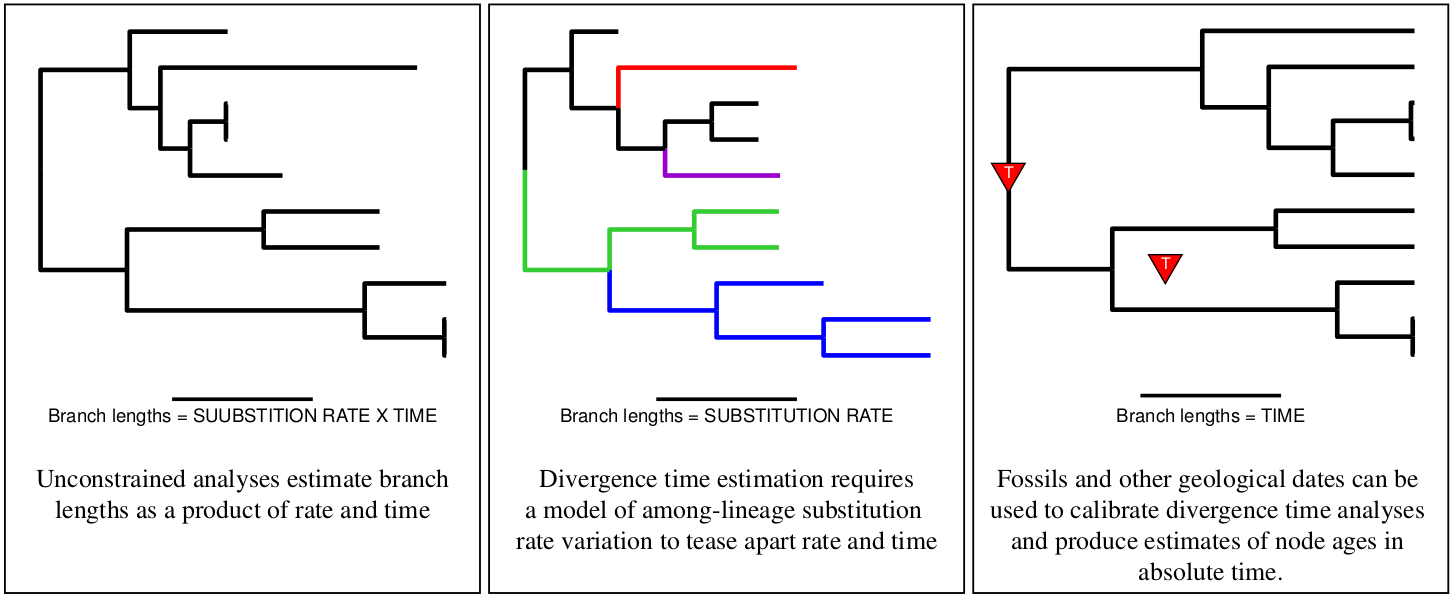 Branch lengths = SUUBSTITION RATE X TIME
Unconstrained analyses estimate branch
lengths as a product of rate and time
Branch lengths = SUBSTITUTION RATE
Divergence time estimation requires
a model of among-lineage substitution
rate variation to tease apart rate and time
T
T
Branch lengths = TIME
Fossils and other geological dates can be
used to calibrate divergence time analyses
and produce estimates of node ages in
absolute time.